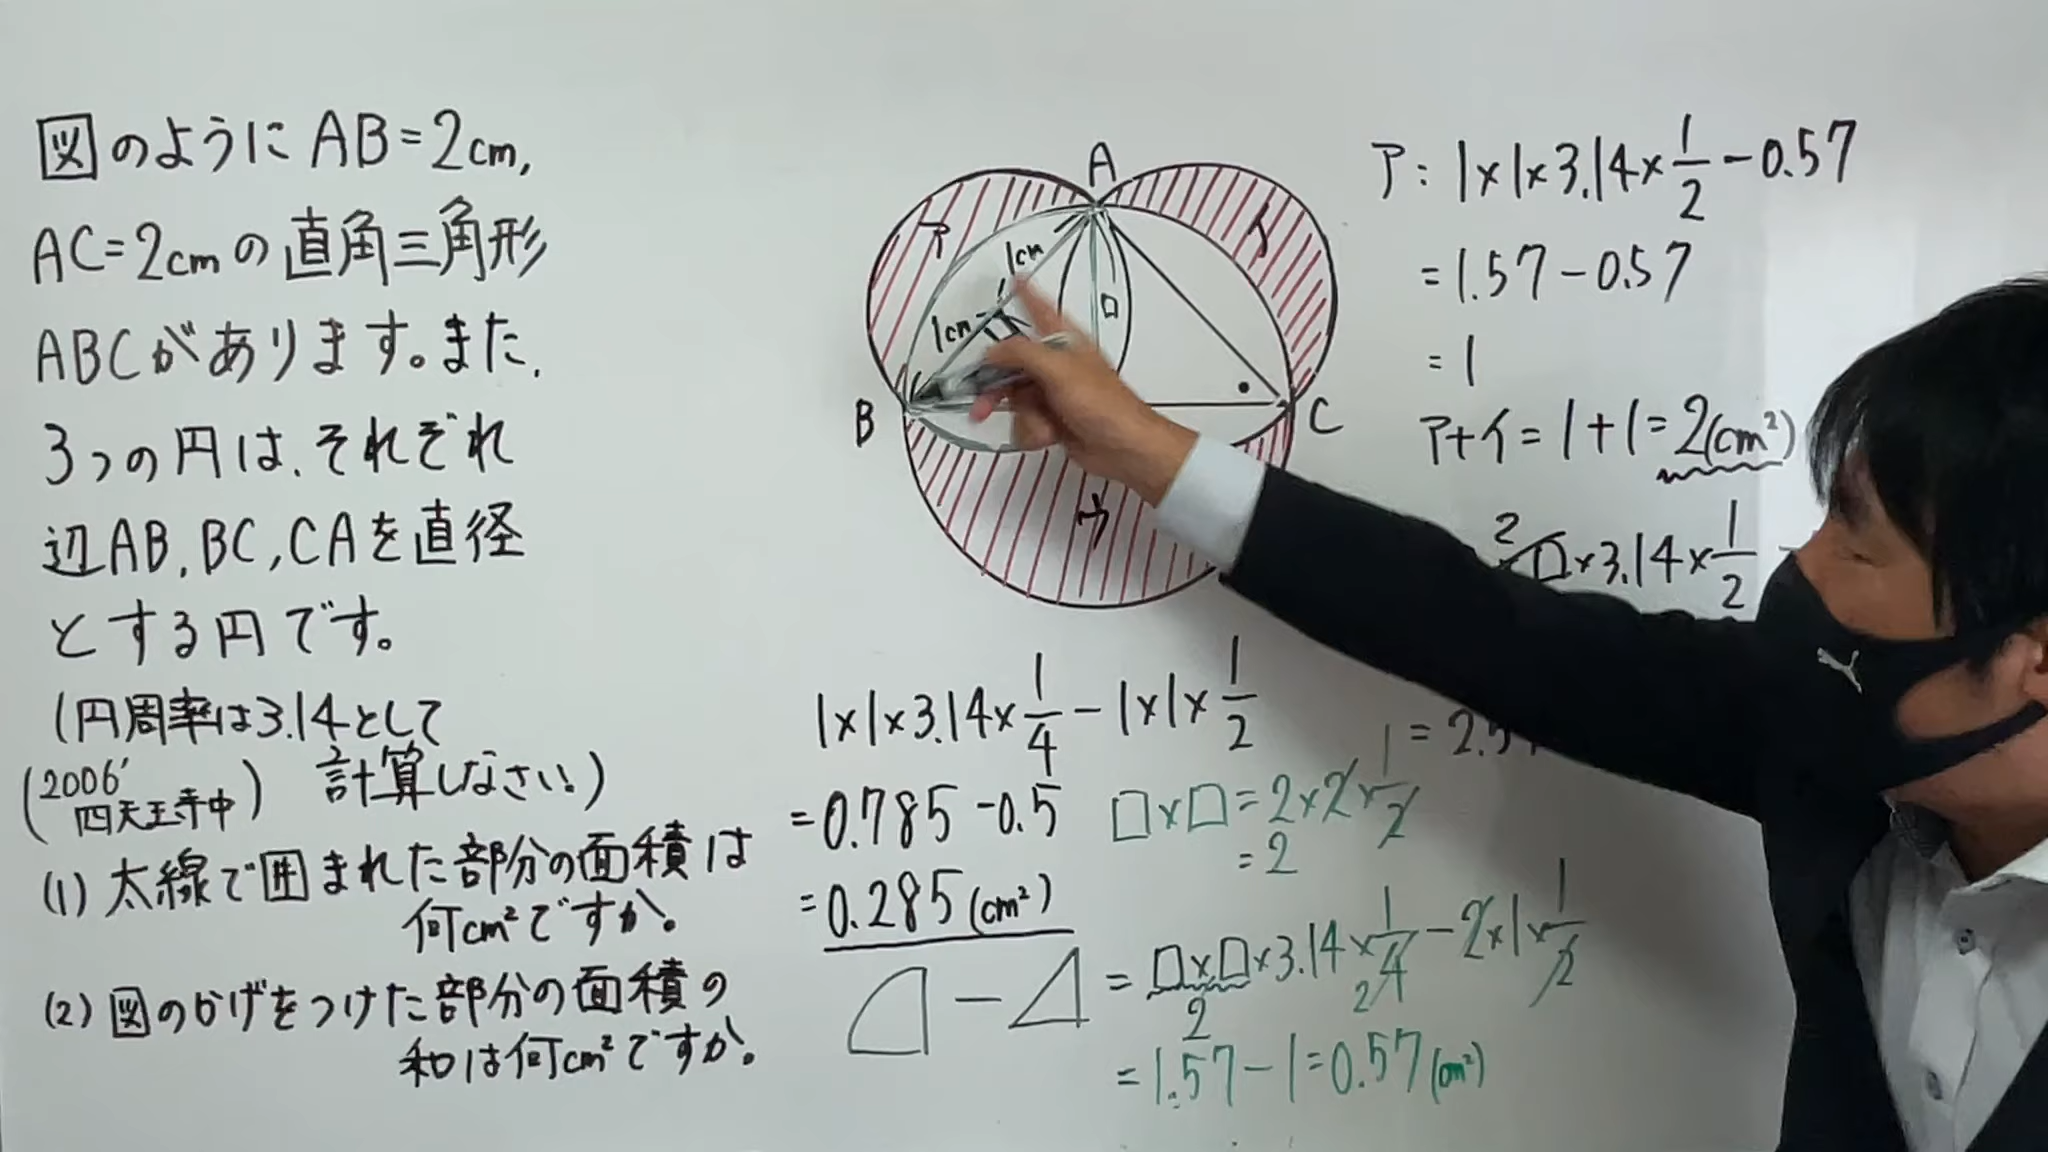 図のようにAB=2cm,
AC=2cmの直角三角形
ABCがあります。また、
3つの円は、それぞれ
辺AB,BC,CAを直径
とする円です。
(円周率は3.14として
計算しなさい!)
(2006' 四天王寺中)
(1) 太線で囲まれた部分の面積は
何cm²ですか。
(2) 図のかげをつけた部分の面積の
和は何cm²ですか。
A
ア
イ
1cm
1cm
□
B
C
ウ
1×1×3.14×1/4-1×1×1/2
=0.785-0.5
=0.285(cm²)
□×□=2×2×1/2
=2
=□×□×3.14×1/4-2×1×1/2
2
2
=1.57-1=0.57(cm²)
ア:1×1×3.14×1/2-0.57
=1.57-0.57
=1
ア+イ=1+1=2(cm²)
2
□×3.14×1/2
=2.5